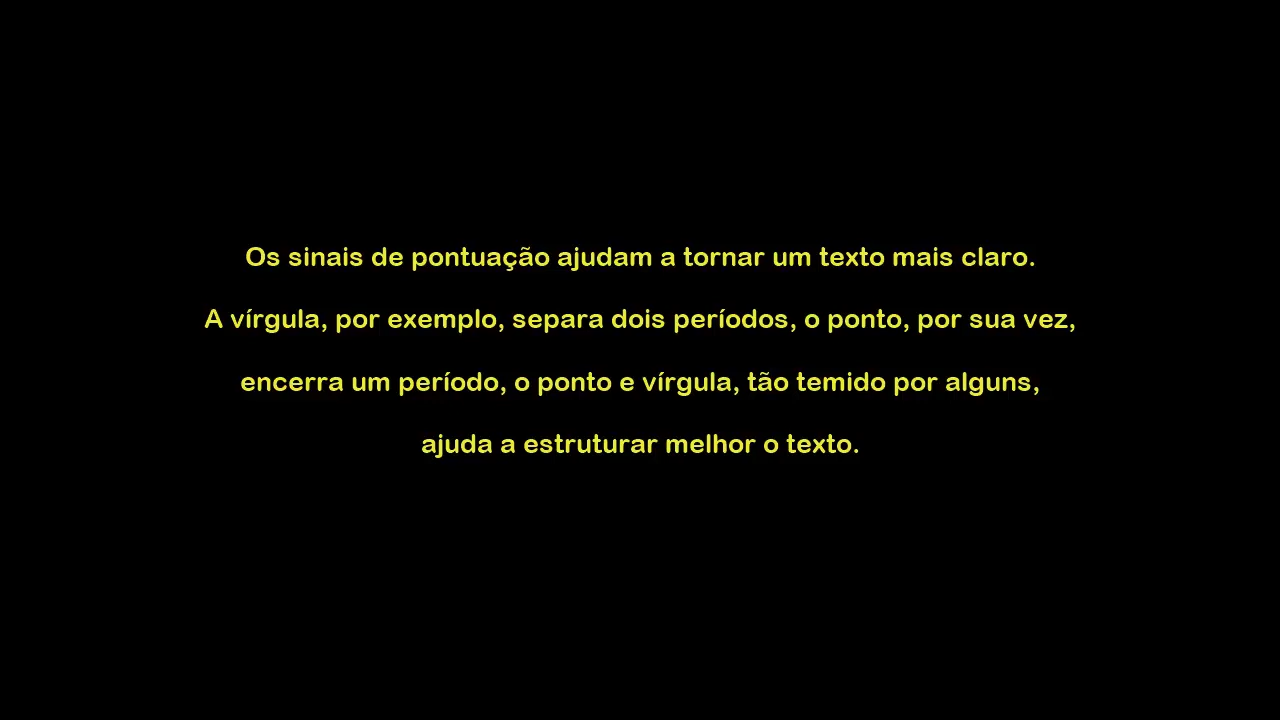 Os sinais de pontuação ajudam a tornar um texto mais claro.
A vírgula, por exemplo, separa dois períodos, o ponto, por sua vez,
encerra um período, o ponto e vírgula, tão temido por alguns,
ajuda a estruturar melhor o texto.